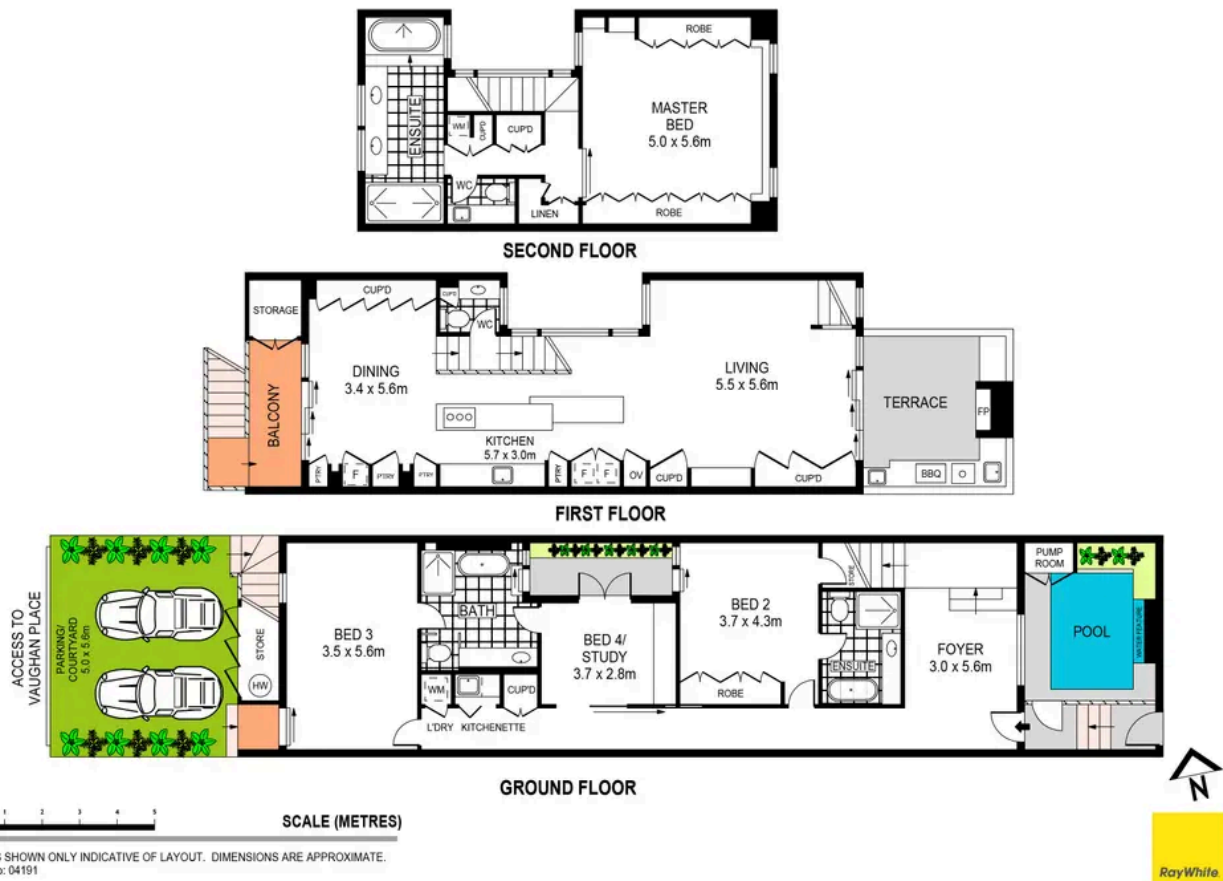 ROBE
MASTER
BED
5.0 x 5.6m
ENSUITE
WM
CUP'D
CUP'D
WC
LINEN
ROBE
SECOND FLOOR
STORAGE
CUP'D
CUP'D
WC
DINING
3.4 x 5.6m
LIVING
5.5 x 5.6m
BALCONY
TERRACE
FP
KITCHEN
5.7 x 3.0m
PTRY
F
PTRY
PTRY
PTRY
F
F
OV
CUP'D
CUP'D
BBQ
FIRST FLOOR
ACCESS TO
VAUGHAN PLACE
PARKING/
COURTYARD
5.0 x 5.6m
STORE
HW
BED 3
3.5 x 5.6m
BATH
BED 4/
STUDY
3.7 x 2.8m
BED 2
3.7 x 4.3m
STORE
ENSUITE
FOYER
3.0 x 5.6m
PUMP
ROOM
POOL
WATER FEATURE
WM
CUP'D
ROBE
L'DRY KITCHENETTE
GROUND FLOOR
N
1 2 3 4 5
SCALE (METRES)
SHOWN ONLY INDICATIVE OF LAYOUT. DIMENSIONS ARE APPROXIMATE.
: 04191
RayWhite.